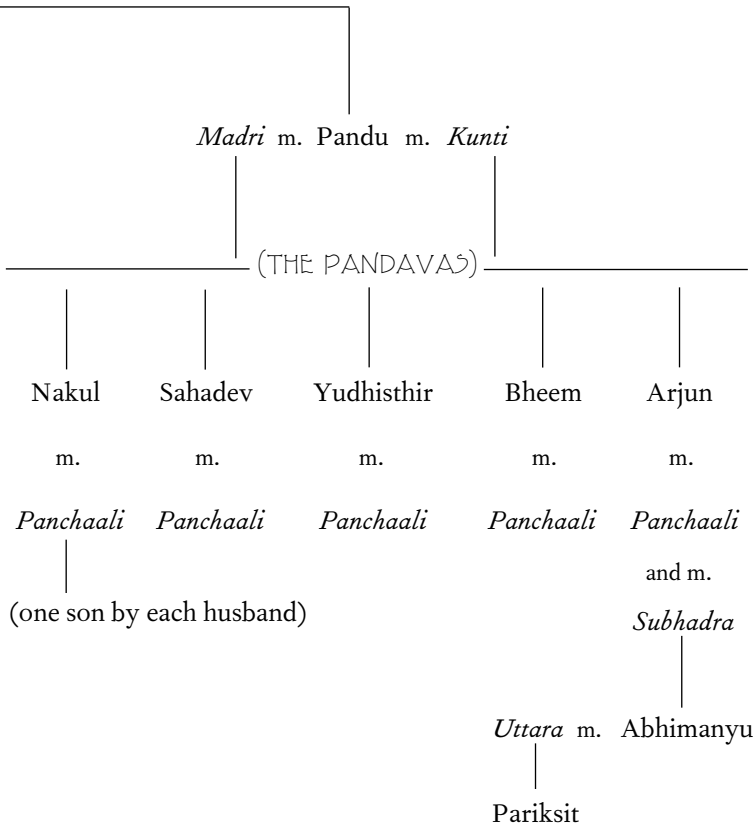 Madri m. Pandu m. Kunti
(THE PANDAVAS)
Nakul Sahadev Yudhisthir Bheem Arjun
m. m. m. m. m.
Panchaali Panchaali Panchaali Panchaali Panchaali
and m.
(one son by each husband)
Subhadra
Uttara m. Abhimanyu
Pariksit